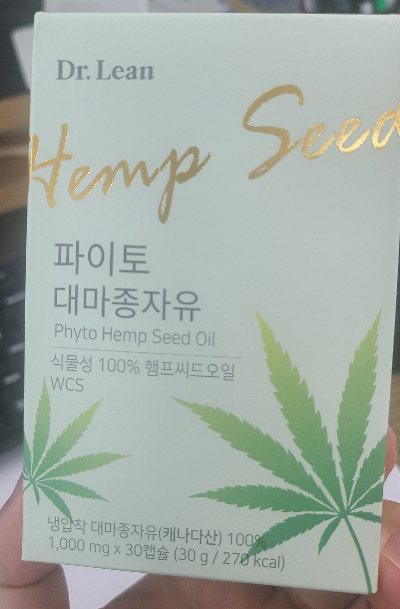 Dr. Lean
Hemp Seed
파이토
대마종자유
Phyto Hemp Seed Oil
식물성 100% 햄프씨드오일
WCS
냉압착 대마종자유(캐나다산) 100%
1,000 mg x 30캡슐 (30 g / 270 kcal)